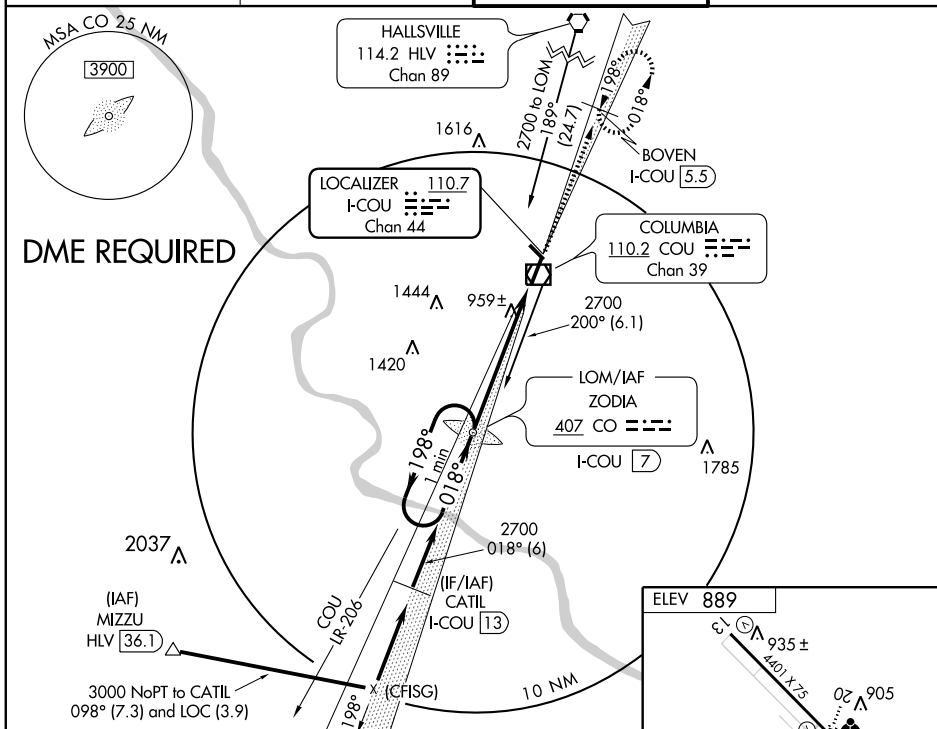 MSA CO 25 NM
3900
HALLSVILLE
114.2 HLV
Chan 89
2700 to LOM
189°
(24.7)
198°
018°
1616
BOVEN
I-COU 5.5
LOCALIZER 110.7
I-COU
Chan 44
DME REQUIRED
COLUMBIA
110.2 COU
Chan 39
1444
959±
2700
200° (6.1)
1420
LOM/IAF
ZODIA
407 CO
I-COU 7
1785
198°
1 min
018°
2700
018° (6)
2037
(IAF)
MIZZU
HLV 36.1
COU
LR-206
(IF/IAF)
CATIL
I-COU 13
3000 NoPT to CATIL
098° (7.3) and LOC (3.9)
(CFISG)
198°
10 NM
ELEV 889
13
V
935±
4401 X 75
20
905